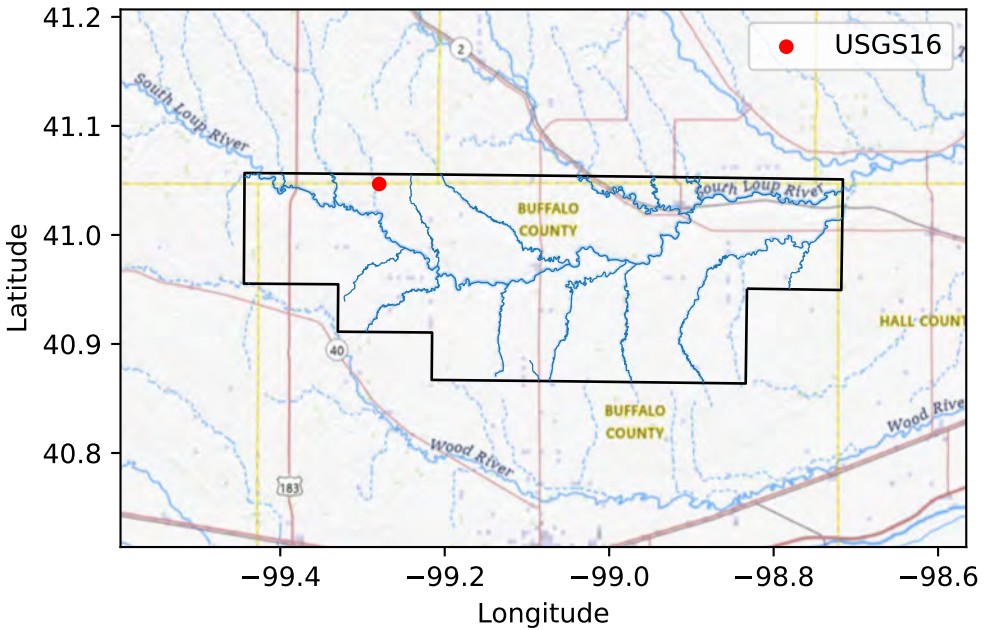 41.2
41.1
41.0
40.9
40.8
Latitude
2
USGS16
South Loup River
South Loup River
BUFFALO
COUNTY
HALL COUNT
40
BUFFALO
COUNTY
Wood River
Wood Rive
183
−99.4
−99.2
−99.0
−98.8
−98.6
Longitude